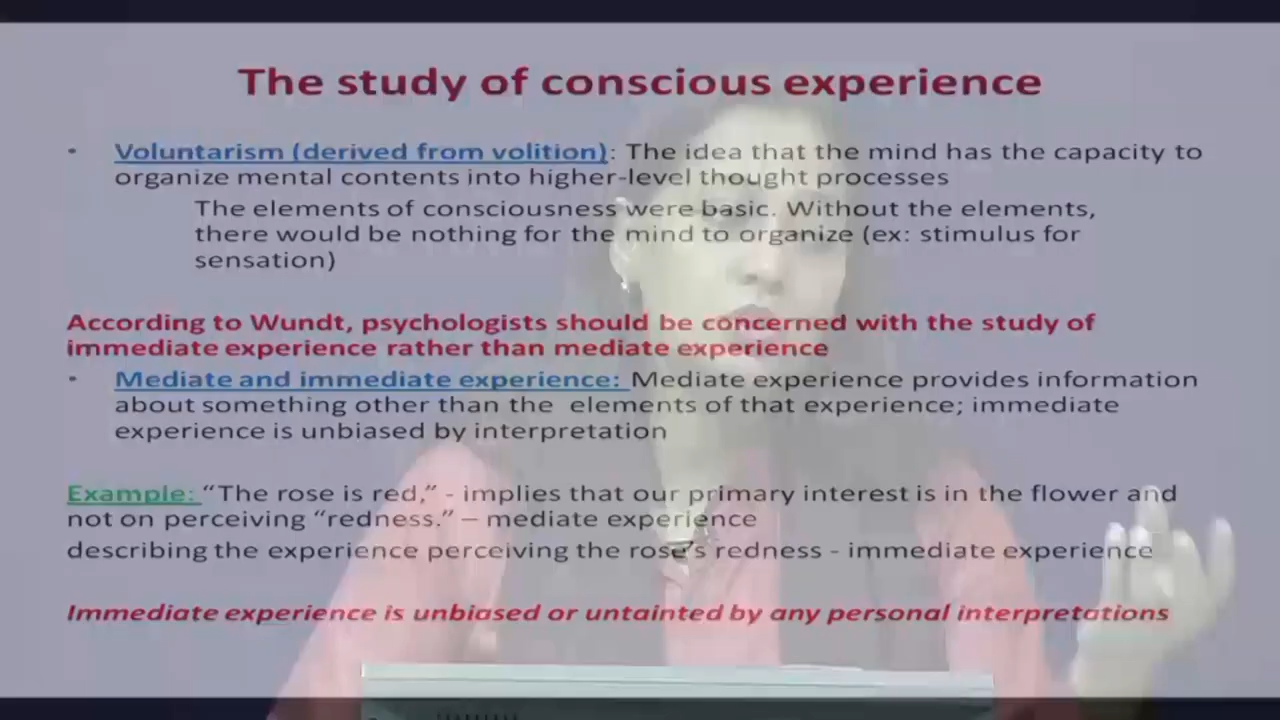 The study of conscious experience
• Voluntarism (derived from volition): The idea that the mind has the capacity to
organize mental contents into higher-level thought processes
The elements of consciousness were basic. Without the elements,
there would be nothing for the mind to organize (ex: stimulus for
sensation)
According to Wundt, psychologists should be concerned with the study of
immediate experience rather than mediate experience
• Mediate and immediate experience: Mediate experience provides information
about something other than the elements of that experience; immediate
experience is unbiased by interpretation
Example: “The rose is red,” - implies that our primary interest is in the flower and
not on perceiving “redness.” – mediate experience
describing the experience perceiving the rose’s redness - immediate experience
Immediate experience is unbiased or untainted by any personal interpretations